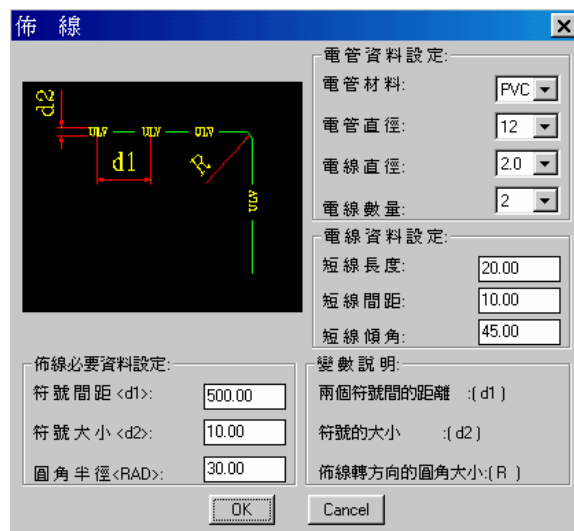 佈 線
d2
ULV ULV ULV
d1
R
ULV
電管資料設定:
電管材料: PVC
電管直徑: 12
電線直徑: 2.0
電線數量: 2
電線資料設定:
短線長度: 20.00
短線間距: 10.00
短線傾角: 45.00
佈線必要資料設定:
符號間距<d1>: 500.00
符號大小<d2>: 10.00
圓角半徑<RAD>: 30.00
變數說明:
兩個符號間的距離 :( d1 )
符號的大小 :( d2 )
佈線轉方向的圓角大小:( R )
OK Cancel